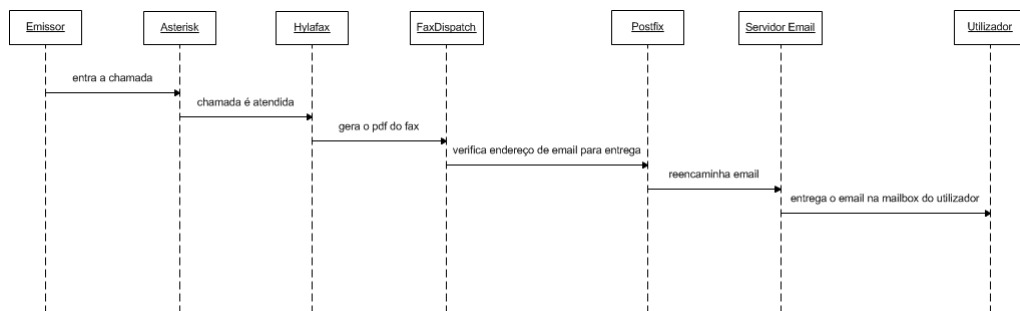 Emissor
Asterisk
Hylafax
FaxDispatch
Postfix
Servidor Email
Utilizador
entra a chamada
chamada é atendida
gera o pdf do fax
verifica endereço de email para entrega
reencaminha email
entrega o email na mailbox do utilizador